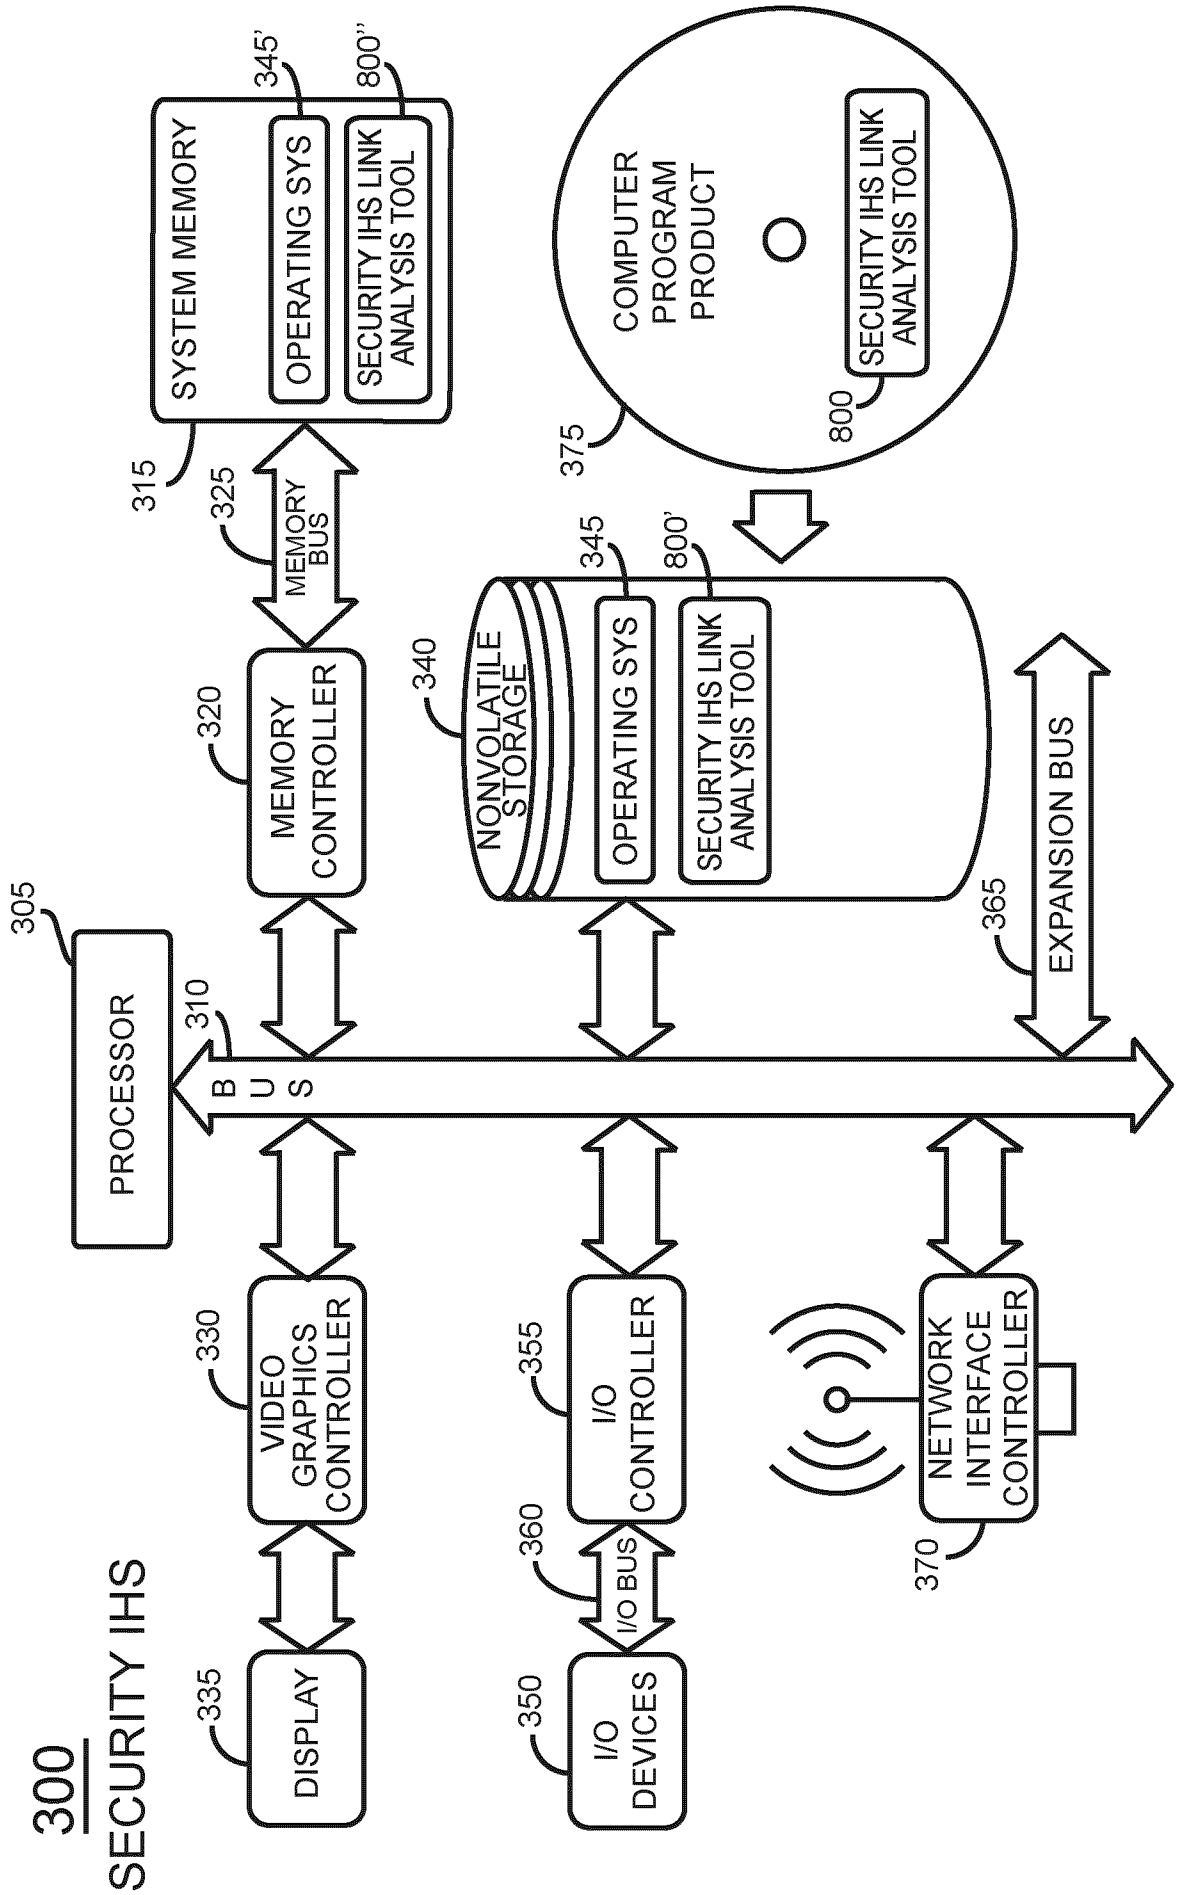 300
SECURITY IHS
305
PROCESSOR
310
B
U
S
335
DISPLAY
330
VIDEO
GRAPHICS
CONTROLLER
320
MEMORY
CONTROLLER
325
MEMORY
BUS
315
SYSTEM MEMORY
345'
OPERATING SYS
800''
SECURITY IHS LINK
ANALYSIS TOOL
350
I/O
DEVICES
360
I/O BUS
355
I/O
CONTROLLER
340
NONVOLATILE
STORAGE
345
OPERATING SYS
800'
SECURITY IHS LINK
ANALYSIS TOOL
375
COMPUTER
PROGRAM
PRODUCT
800
SECURITY IHS LINK
ANALYSIS TOOL
370
NETWORK
INTERFACE
CONTROLLER
365
EXPANSION BUS